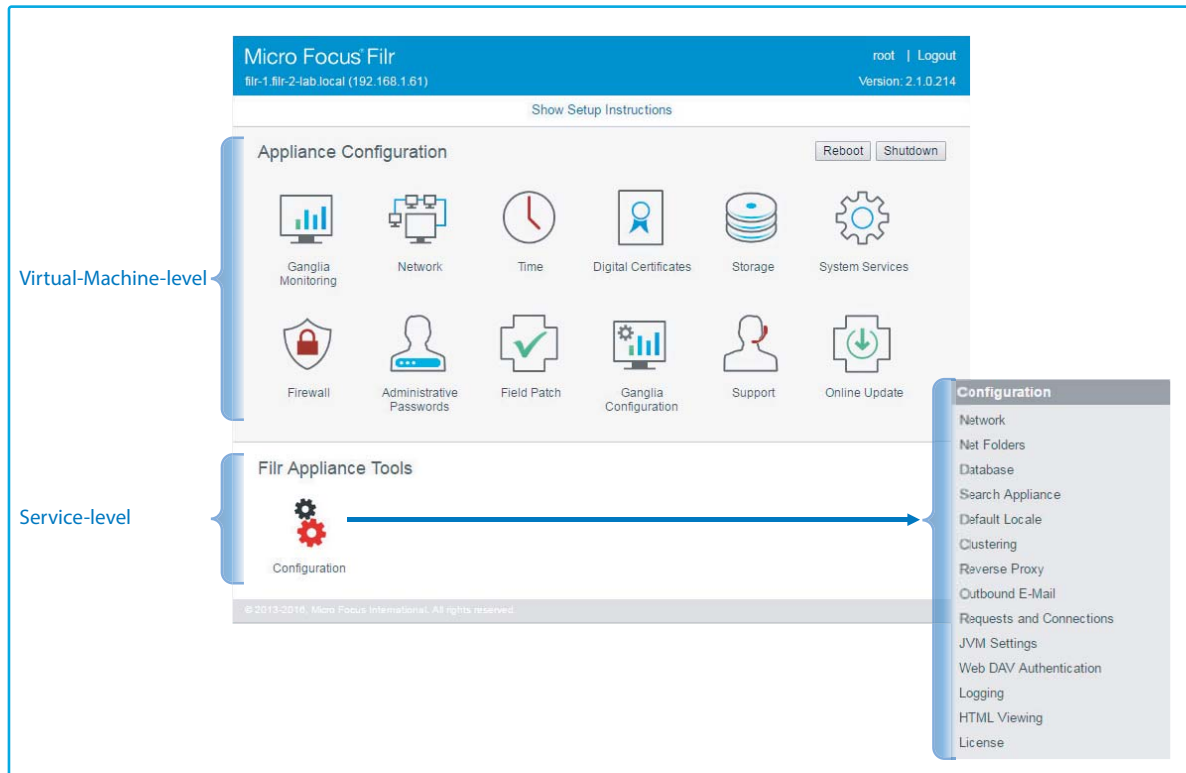 Micro Focus® Filr
root | Logout
filr-1.filr-2-lab.local (192.168.1.61)
Version: 2.1.0.214
Show Setup Instructions
Virtual-Machine-level
Appliance Configuration
Reboot
Shutdown
Ganglia
Monitoring
Network
Time
Digital Certificates
Storage
System Services
Firewall
Administrative
Passwords
Field Patch
Ganglia
Configuration
Support
Online Update
Service-level
Filr Appliance Tools
Configuration
© 2013-2016, Micro Focus International. All rights reserved.
Configuration
Network
Net Folders
Database
Search Appliance
Default Locale
Clustering
Reverse Proxy
Outbound E-Mail
Requests and Connections
JVM Settings
Web DAV Authentication
Logging
HTML Viewing
License